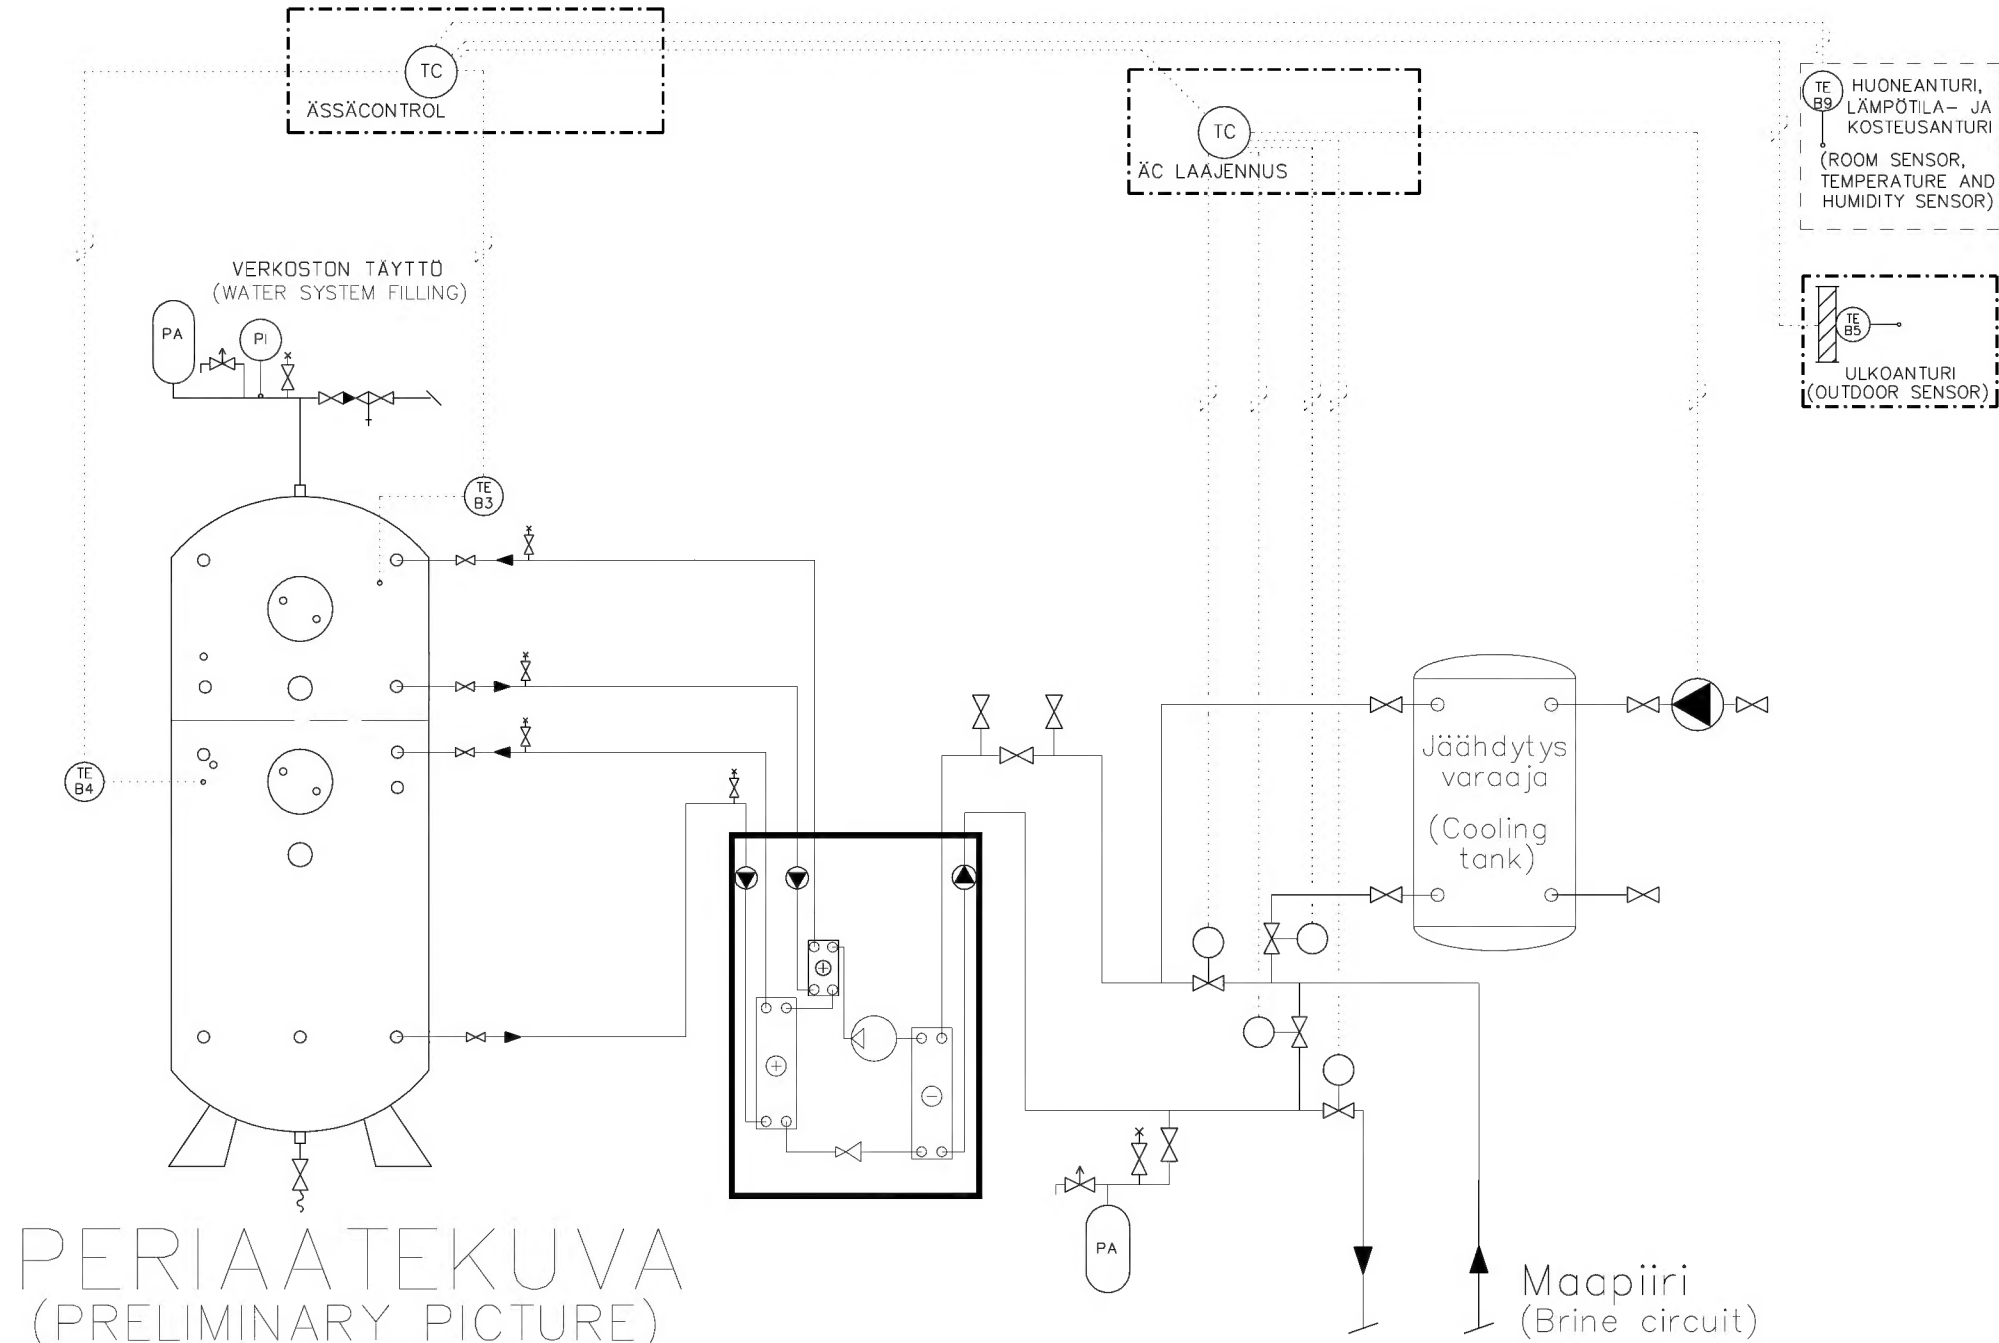 TC
ÄSSÄCONTROL
TC
ÄC LAAJENNUS
TE
B9
HUONEANTURI,
LÄMPÖTILA- JA
KOSTEUSANTURI
(ROOM SENSOR,
TEMPERATURE AND
HUMIDITY SENSOR)
TE
B5
ULKOANTURI
(OUTDOOR SENSOR)
VERKOSTON TÄYTTÖ
(WATER SYSTEM FILLING)
PA
PI
TE
B3
TE
B4
Jäähdytys
varaaja
(Cooling
tank)
PA
Maapiiri
(Brine circuit)
PERIAATEKUVA
(PRELIMINARY PICTURE)